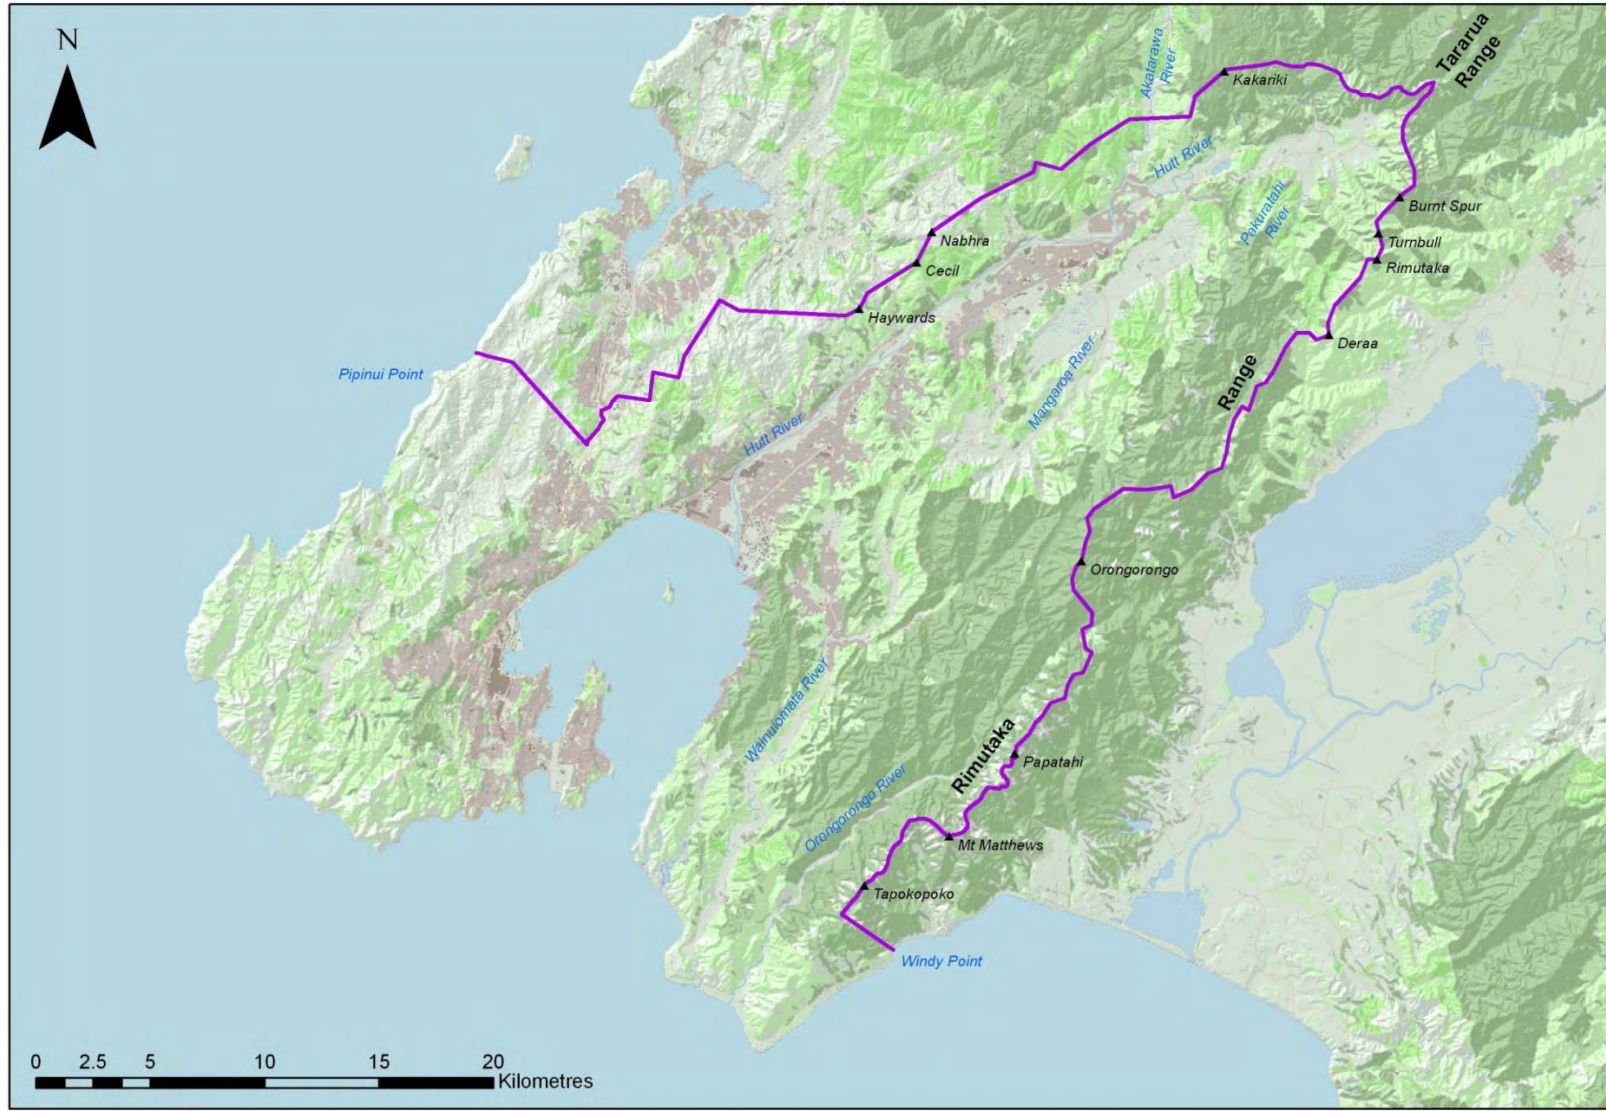 N
Tararua
Range
Akatarawa
River
Kakariki
Hutt River
Pakuratahi
River
Burnt Spur
Nabhra
Turnbull
Cecil
Rimutaka
Haywards
Deraa
Pipinui Point
Mangaroa River
Range
Hutt River
Orongorongo
Wainuiomata River
Rimutaka
Papatahi
Orongorongo River
Mt Matthews
Tapokopoko
Windy Point
0 2.5 5 10 15 20
Kilometres